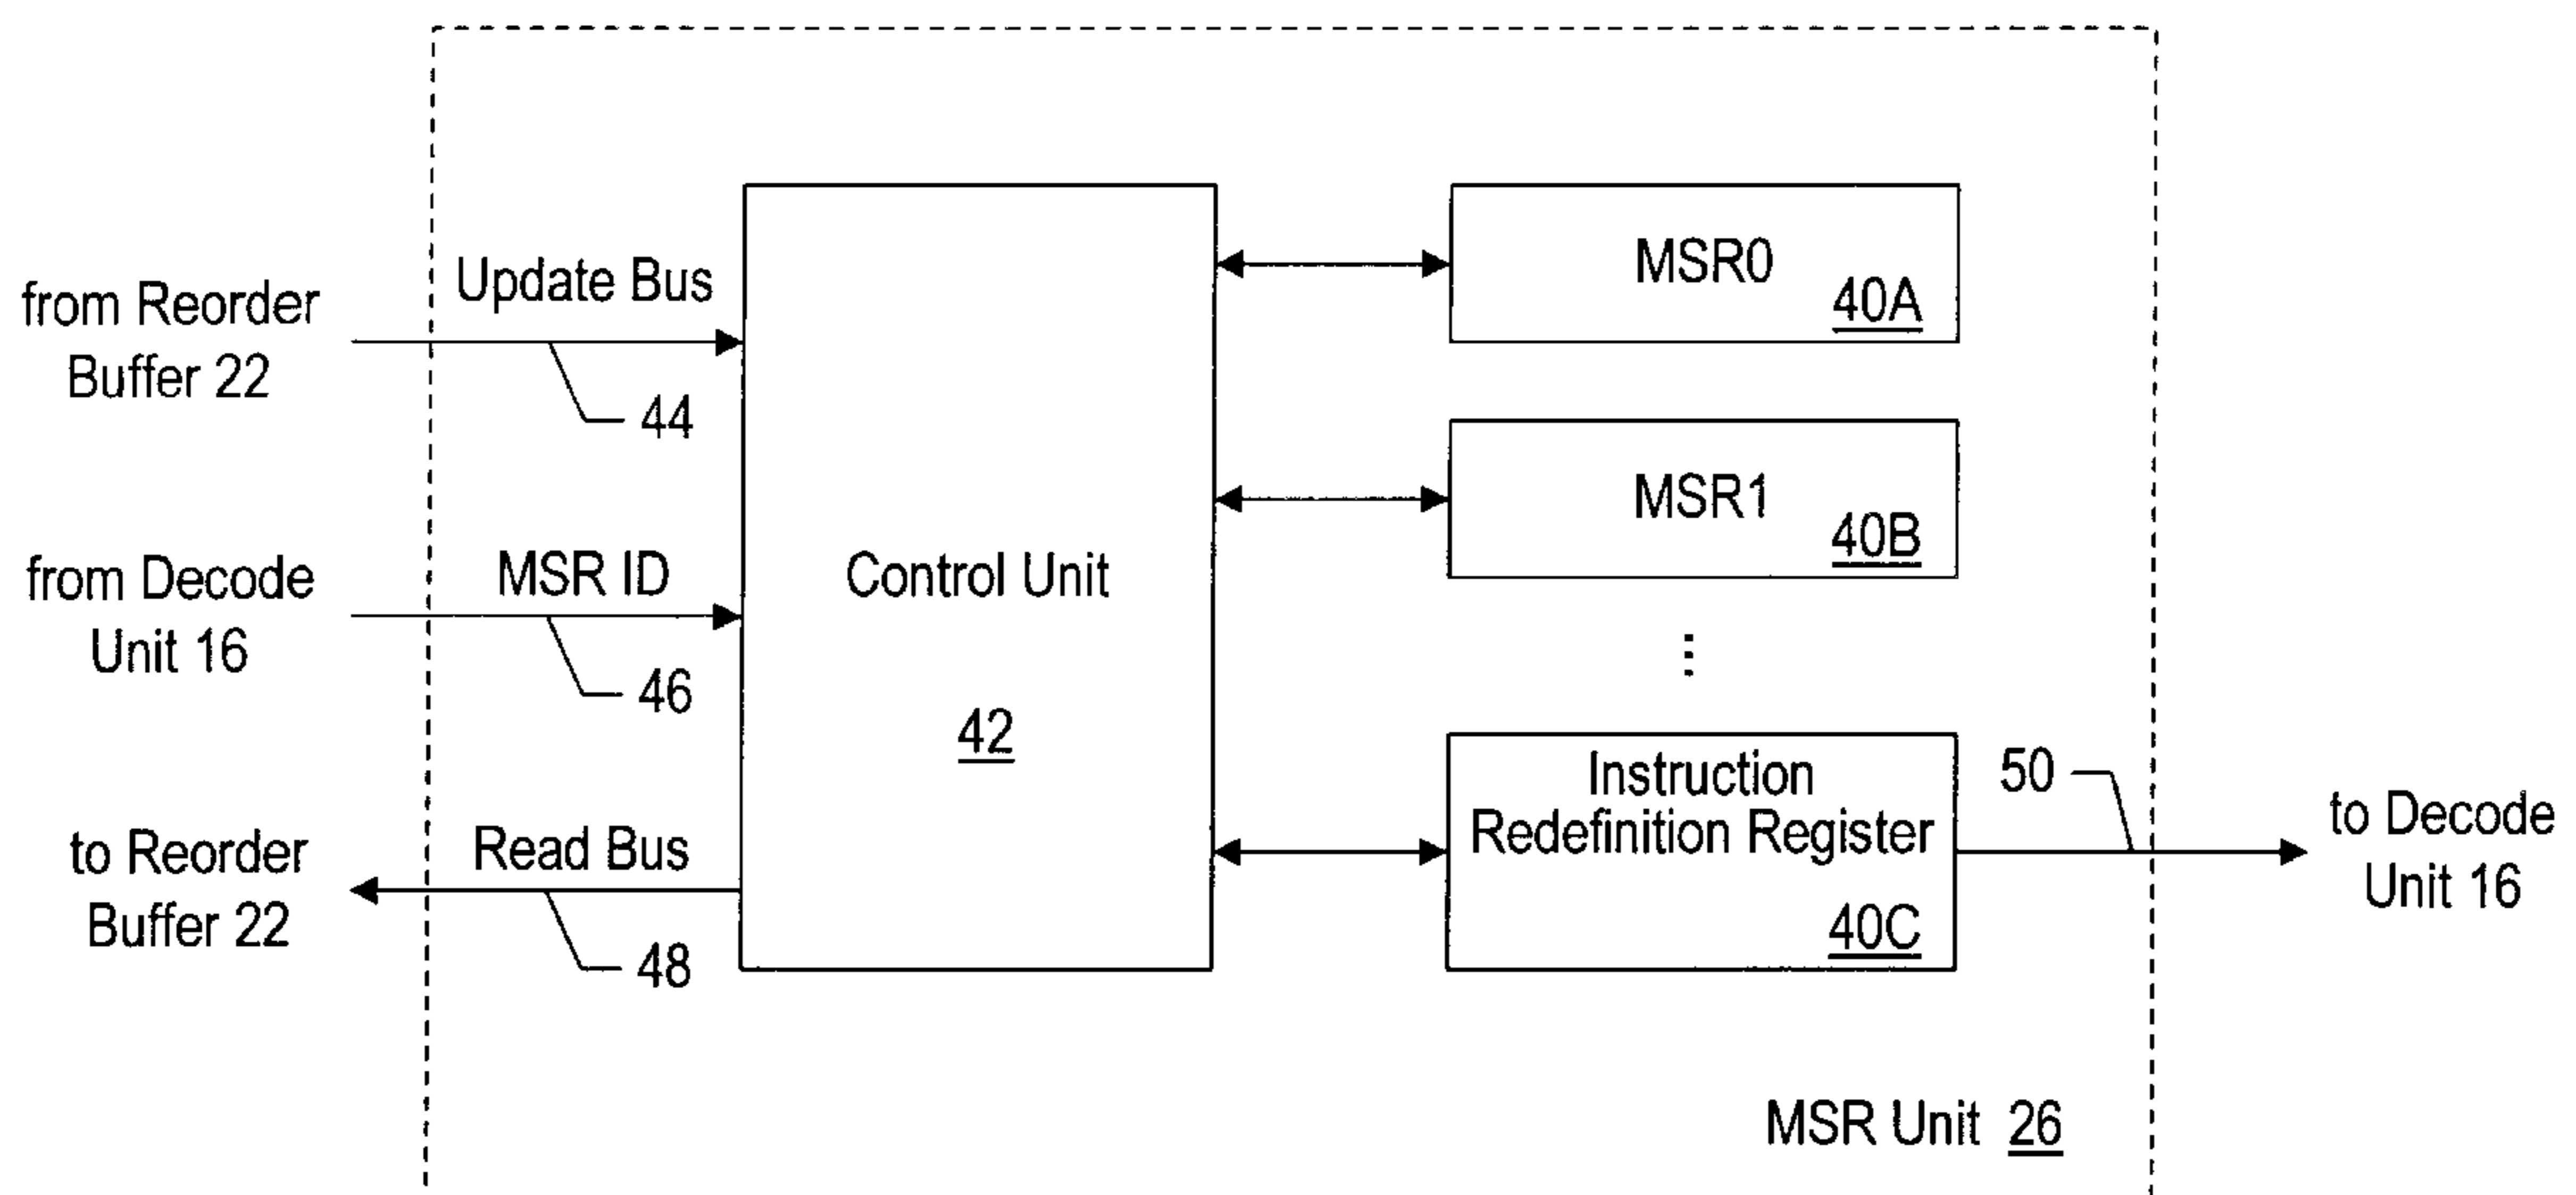 from Reorder
Buffer 22
Update Bus
44
from Decode
Unit 16
MSR ID
46
to Reorder
Buffer 22
Read Bus
48
Control Unit
42
MSR0
40A
MSR1
40B
Instruction
Redefinition Register
40C
50
to Decode
Unit 16
MSR Unit 26